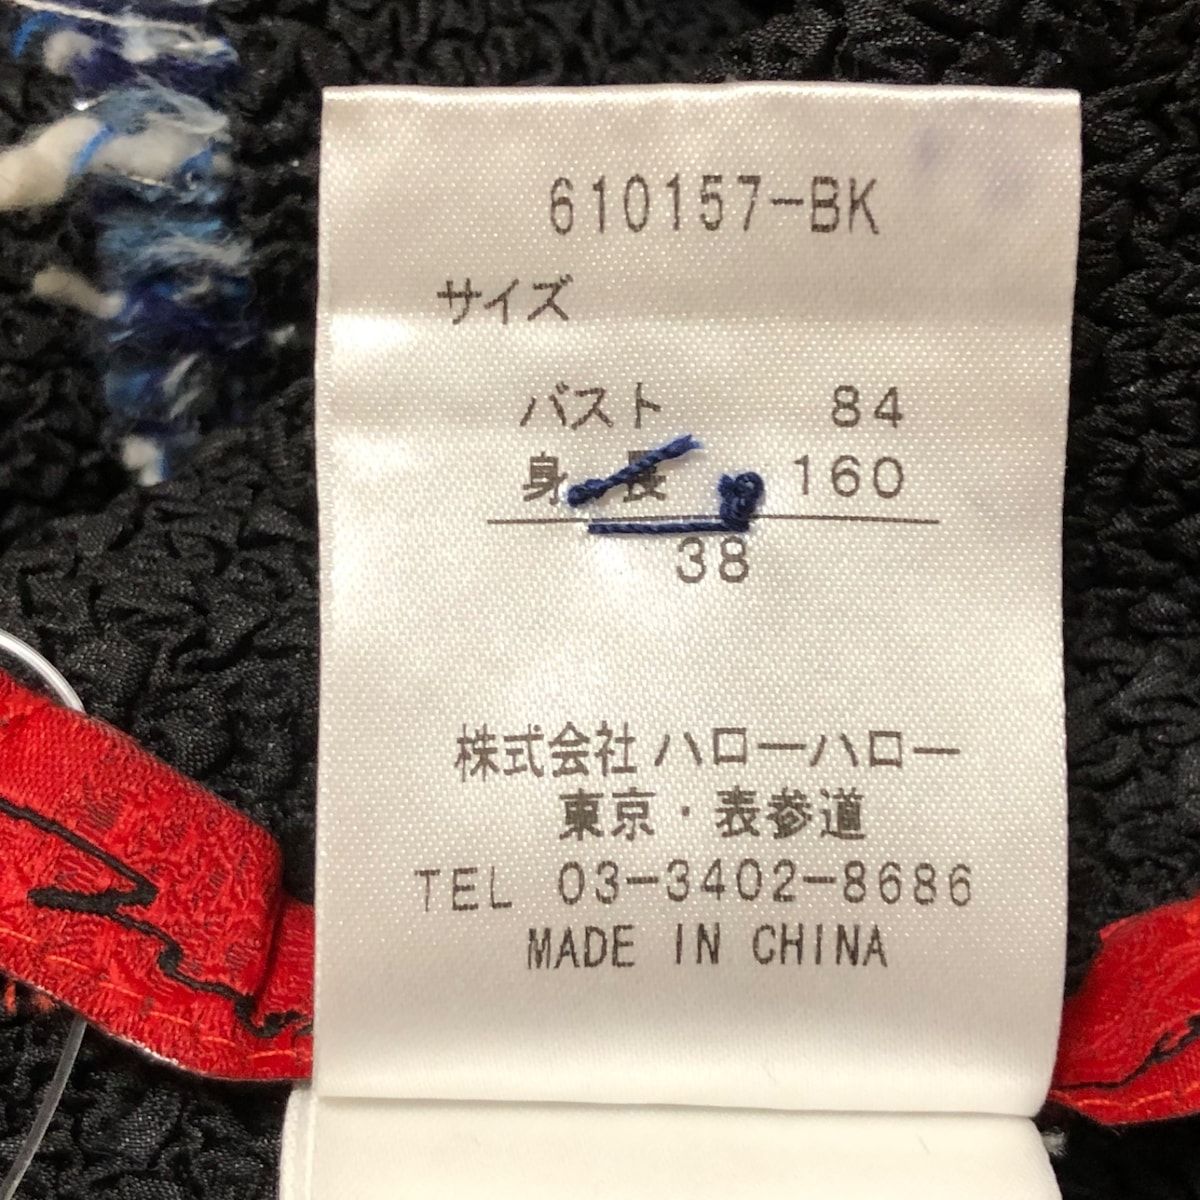 610157-BK
サイズ
バスト 84
身長 160
38
株式会社 ハローハロー
東京・表参道
TEL 03-3402-8686
MADE IN CHINA